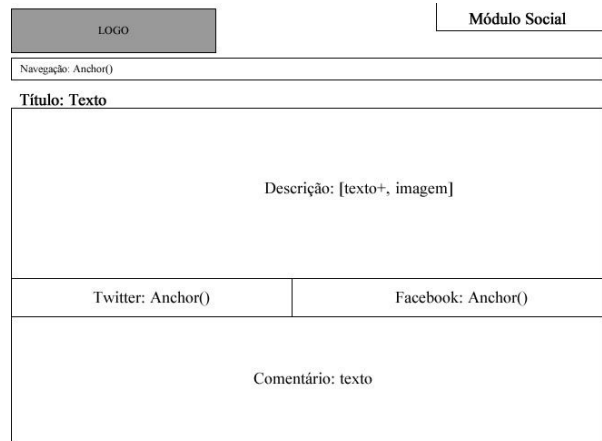 LOGO
Módulo Social
Navegação: Anchor()
Título: Texto
Descrição: [texto+, imagem]
Twitter: Anchor()
Facebook: Anchor()
Comentário: texto